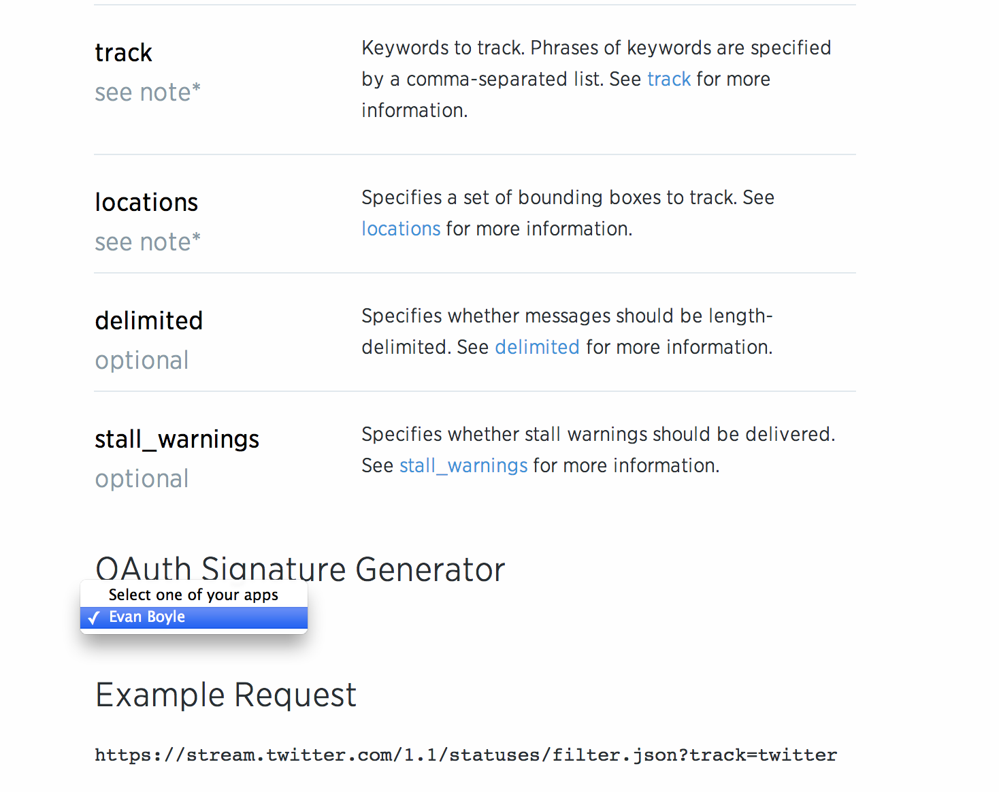 track
see note*
Keywords to track. Phrases of keywords are specified
by a comma-separated list. See track for more
information.
locations
see note*
Specifies a set of bounding boxes to track. See
locations for more information.
delimited
optional
Specifies whether messages should be length-
delimited. See delimited for more information.
stall_warnings
optional
Specifies whether stall warnings should be delivered.
See stall_warnings for more information.
OAuth Signature Generator
Select one of your apps
✓ Evan Boyle
Example Request
https://stream.twitter.com/1.1/statuses/filter.json?track=twitter